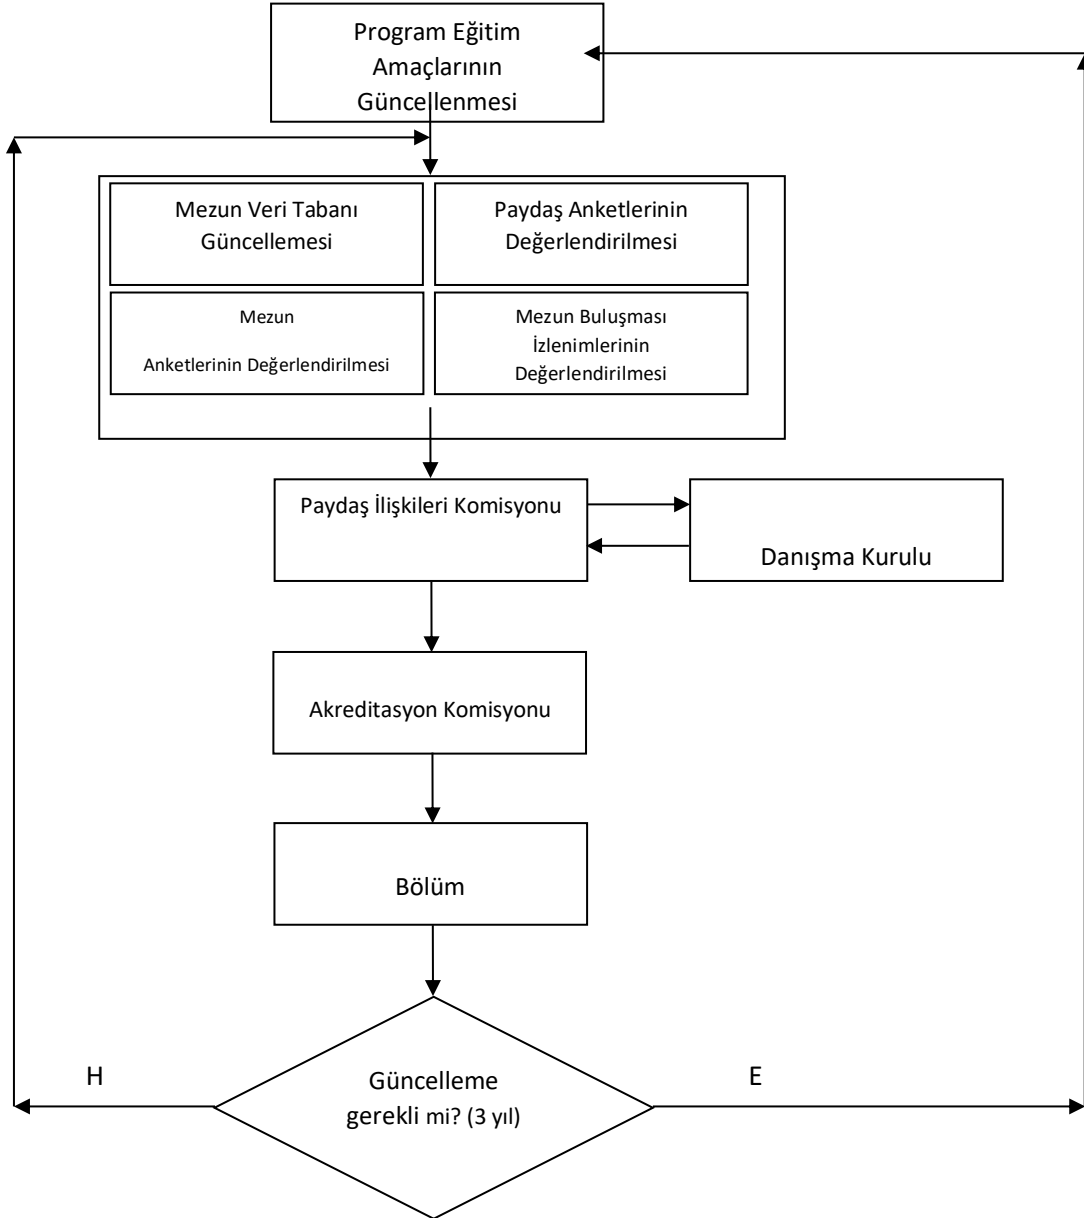 Program Eğitim
Amaçlarının
Güncellenmesi
Mezun Veri Tabanı
Güncellemesi
Paydaş Anketlerinin
Değerlendirilmesi
Mezun
Anketlerinin Değerlendirilmesi
Mezun Buluşması
İzlenimlerinin
Değerlendirilmesi
Paydaş İlişkileri Komisyonu
Danışma Kurulu
Akreditasyon Komisyonu
Bölüm
H
Güncelleme
gerekli mi? (3 yıl)
E